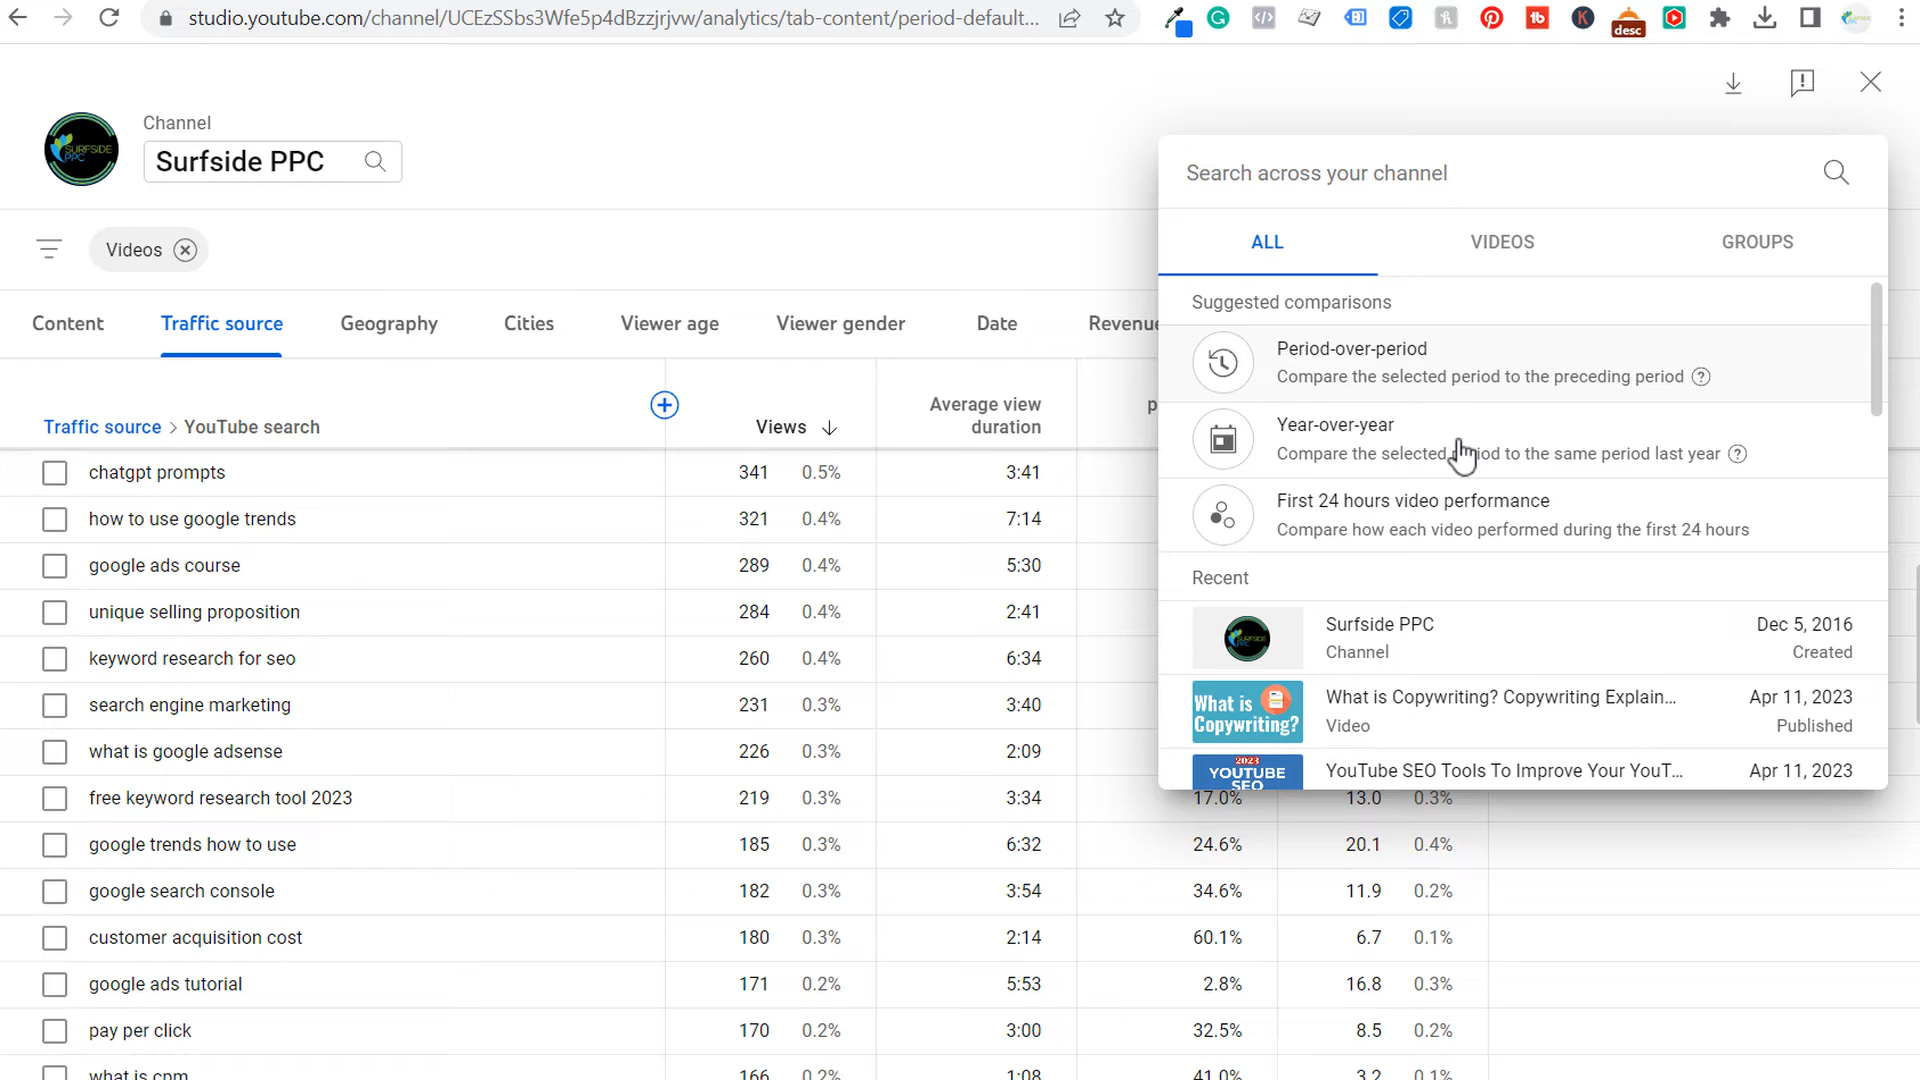 studio.youtube.com/channel/UCEzSSbs3Wfe5p4dBzzjrjvw/analytics/tab-content/period-default...
desc
Channel
Surfside PPC
Videos
Content Traffic source Geography Cities Viewer age Viewer gender Date Revenue
Traffic source > YouTube search
Views
Average view
duration
p
chatgpt prompts 341 0.5% 3:41
how to use google trends 321 0.4% 7:14
google ads course 289 0.4% 5:30
unique selling proposition 284 0.4% 2:41
keyword research for seo 260 0.4% 6:34
search engine marketing 231 0.3% 3:40
what is google adsense 226 0.3% 2:09
free keyword research tool 2023 219 0.3% 3:34 17.0% 13.0 0.3%
google trends how to use 185 0.3% 6:32 24.6% 20.1 0.4%
google search console 182 0.3% 3:54 34.6% 11.9 0.2%
customer acquisition cost 180 0.3% 2:14 60.1% 6.7 0.1%
google ads tutorial 171 0.2% 5:53 2.8% 16.8 0.3%
pay per click 170 0.2% 3:00 32.5% 8.5 0.2%
what is cpm 166 0.2% 1:08 41.0% 3.2 0.1%
Search across your channel
ALL VIDEOS GROUPS
Suggested comparisons
Period-over-period
Compare the selected period to the preceding period
Year-over-year
Compare the selected period to the same period last year
First 24 hours video performance
Compare how each video performed during the first 24 hours
Recent
Surfside PPC Dec 5, 2016
Channel Created
What is
Copywriting?
What is Copywriting? Copywriting Explain... Apr 11, 2023
Video Published
2023
YOUTUBE
SEO
YouTube SEO Tools To Improve Your YouT... Apr 11, 2023